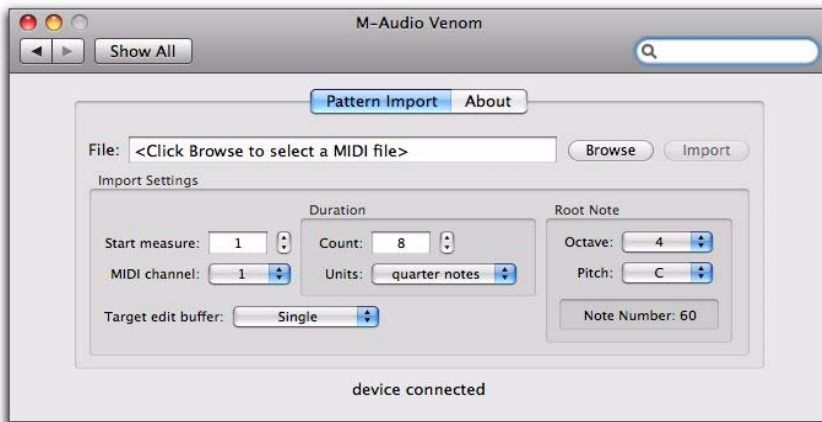 M-Audio Venom
Show All
Pattern Import About
File: <Click Browse to select a MIDI file> Browse Import
Import Settings
Duration Root Note
Start measure: 1 Count: 8 Octave: 4
MIDI channel: 1 Units: quarter notes Pitch: C
Target edit buffer: Single Note Number: 60
device connected